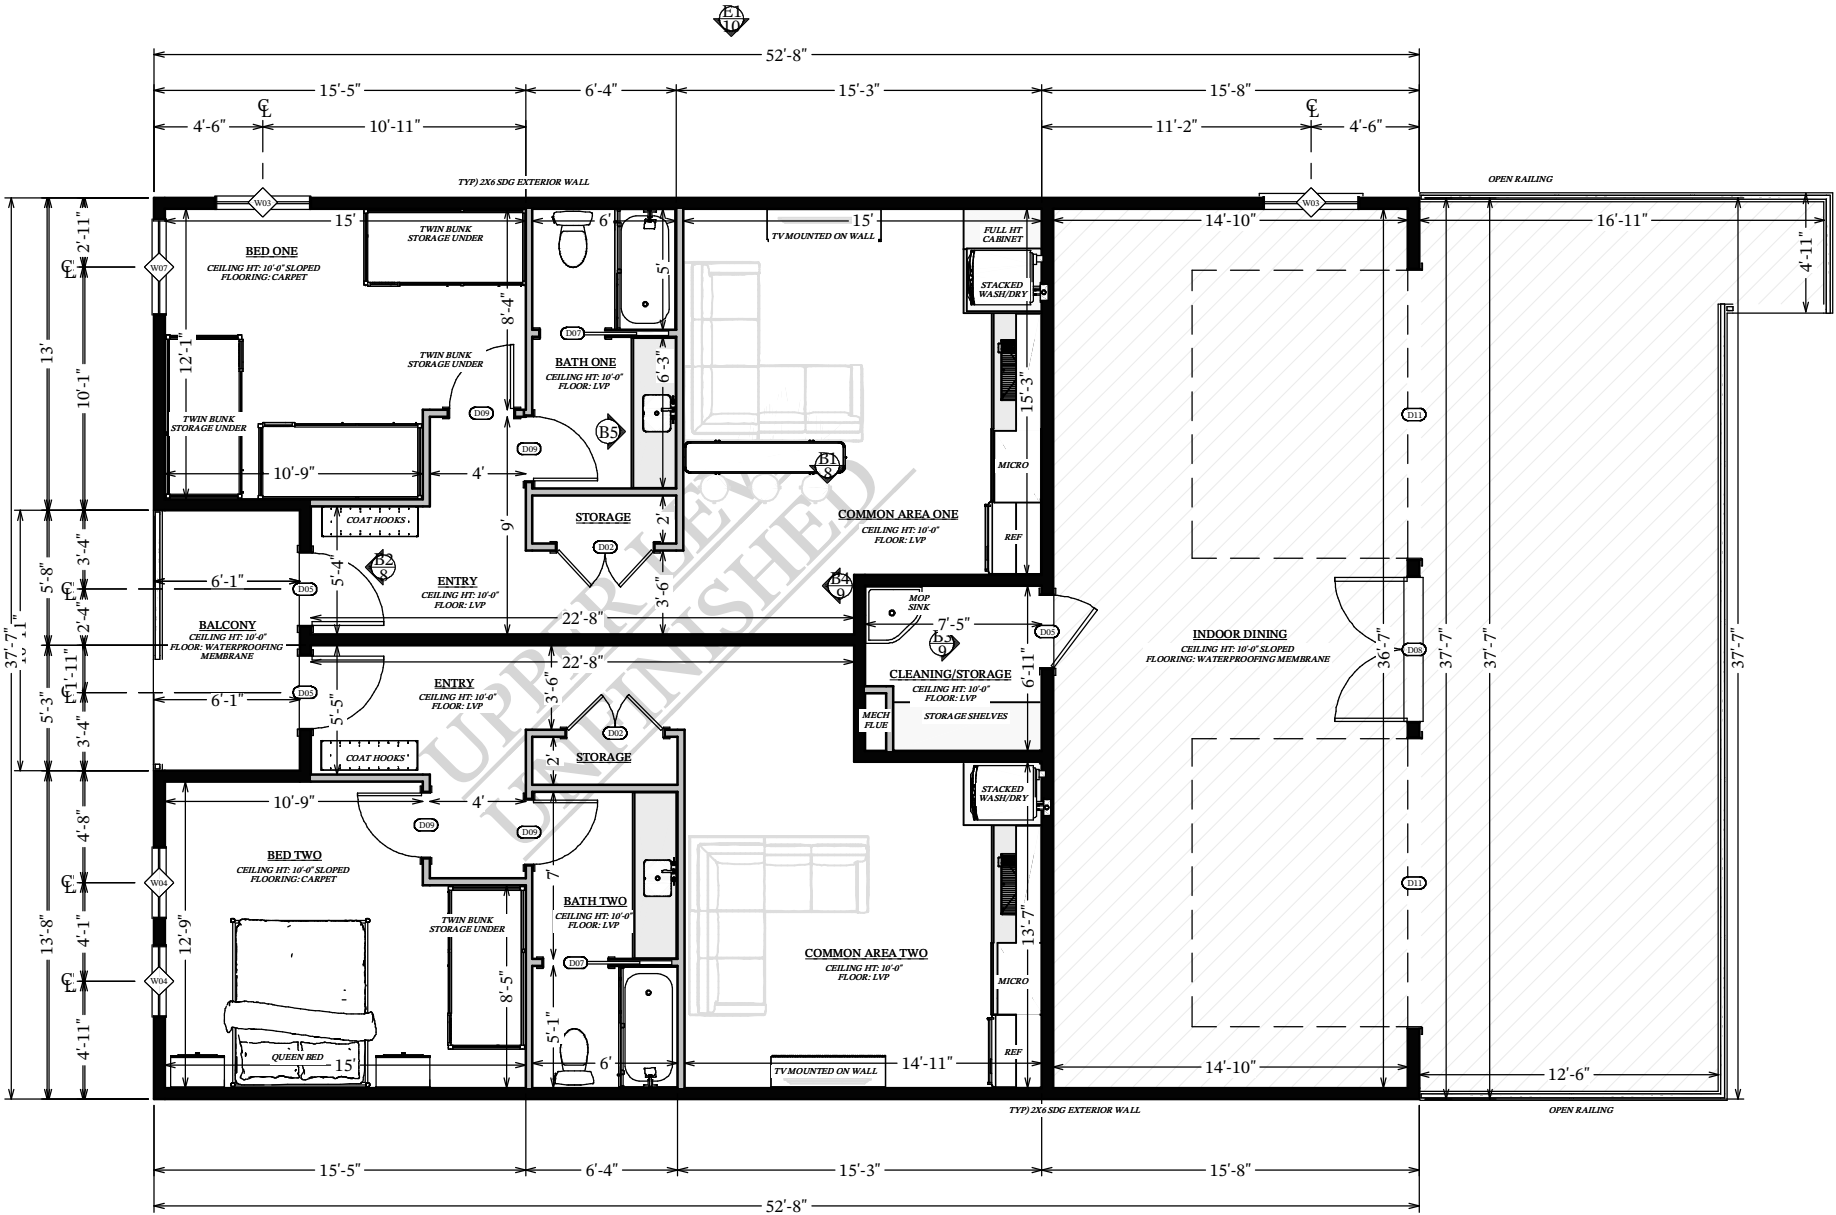 E1
10
52'-8"
15'-5"
6'-4"
15'-3"
15'-8"
4'-6"
10'-11"
11'-2"
4'-6"
TYP) 2X6 SDG EXTERIOR WALL
OPEN RAILING
W03
W03
15'
6'
15'
14'-10"
16'-11"
TWIN BUNK
STORAGE UNDER
TV MOUNTED ON WALL
FULL HT
CABINET
2'-11"
4'-11"
BED ONE
CEILING HT: 10'-0" SLOPED
FLOORING: CARPET
W07
5'
STACKED
WASH/DRY
8'-4"
D07
13'
12'-1"
10'-1"
TWIN BUNK
STORAGE UNDER
BATH ONE
CEILING HT: 10'-0"
FLOOR: LVP
6'-3"
15'-3"
D09
D11
TWIN BUNK
STORAGE UNDER
B5
D09
10'-9"
4'
B1
8
MICRO
COAT HOOKS
STORAGE
2'
9'
COMMON AREA ONE
CEILING HT: 10'-0"
FLOOR: LVP
REF
D02
3'-4"
5'-8"
5'-4"
B2
8
6'-1"
D05
ENTRY
CEILING HT: 10'-0"
FLOOR: LVP
3'-6"
B4
9
MOP
SINK
22'-8"
7'-5"
D05
2'-4"
BALCONY
CEILING HT: 10'-0"
FLOOR: WATERPROOFING
MEMBRANE
37'-7"
9
INDOOR DINING
CEILING HT: 10'-0" SLOPED
FLOORING: WATERPROOFING MEMBRANE
D08
36'-7"
37'-7"
37'-7"
37'-7"
22'-8"
1'-11"
6'-11"
CLEANING/STORAGE
CEILING HT: 10'-0"
FLOOR: LVP
ENTRY
CEILING HT: 10'-0"
FLOOR: LVP
3'-6"
D05
6'-1"
5'-3"
3'-4"
5'-5"
MECH
FLUE
STORAGE SHELVES
D02
COAT HOOKS
STORAGE
2'
UPPER LEVEL
UNFINISHED
10'-9"
4'
STACKED
WASH/DRY
4'-8"
D09
D09
BED TWO
CEILING HT: 10'-0" SLOPED
FLOORING: CARPET
7'
W04
D11
BATH TWO
CEILING HT: 10'-0"
FLOOR: LVP
TWIN BUNK
STORAGE UNDER
13'-8"
4'-1"
12'-9"
13'-7"
COMMON AREA TWO
CEILING HT: 10'-0"
FLOOR: LVP
D07
W04
8'-5"
MICRO
4'-11"
5'-1"
QUEEN BED
15'
6'
TV MOUNTED ON WALL
14'-11"
REF
14'-10"
12'-6"
TYP) 2X6 SDG EXTERIOR WALL
OPEN RAILING
15'-5"
6'-4"
15'-3"
15'-8"
52'-8"